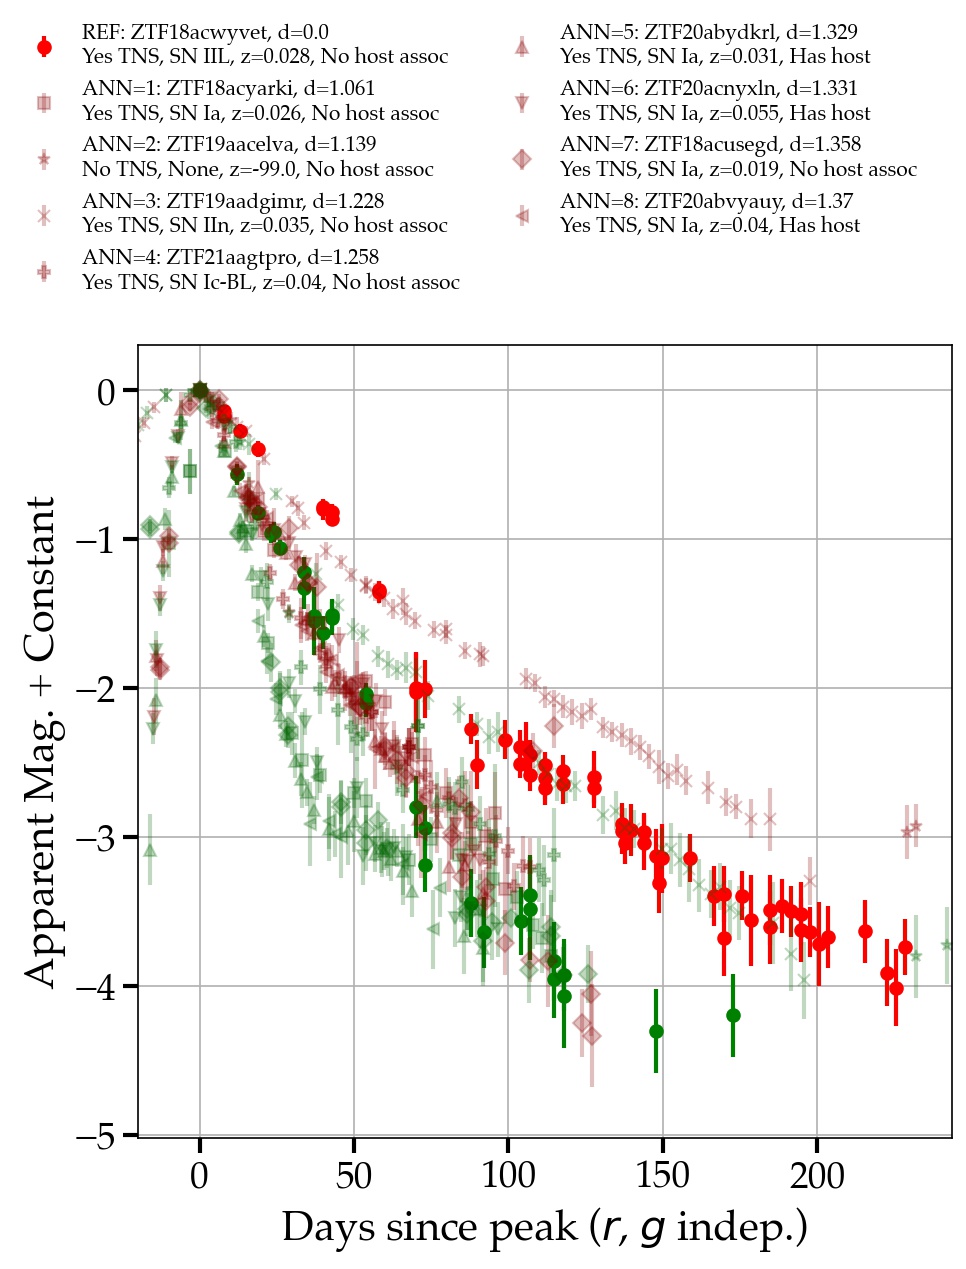 REF: ZTF18acwyvet, d=0.0
Yes TNS, SN IIL, z=0.028, No host assoc
ANN=1: ZTF18acyarki, d=1.061
Yes TNS, SN Ia, z=0.026, No host assoc
ANN=2: ZTF19aacelva, d=1.139
No TNS, None, z=-99.0, No host assoc
ANN=3: ZTF19aadgimr, d=1.228
Yes TNS, SN IIn, z=0.035, No host assoc
ANN=4: ZTF21aagtpro, d=1.258
Yes TNS, SN Ic-BL, z=0.04, No host assoc
ANN=5: ZTF20abydkrl, d=1.329
Yes TNS, SN Ia, z=0.031, Has host
ANN=6: ZTF20acnyxln, d=1.331
Yes TNS, SN Ia, z=0.055, Has host
ANN=7: ZTF18acusegd, d=1.358
Yes TNS, SN Ia, z=0.019, No host assoc
ANN=8: ZTF20abvyauy, d=1.37
Yes TNS, SN Ia, z=0.04, Has host
Apparent Mag. + Constant
0
−1
−2
−3
−4
−5
0 50 100 150 200
Days since peak (r, g indep.)